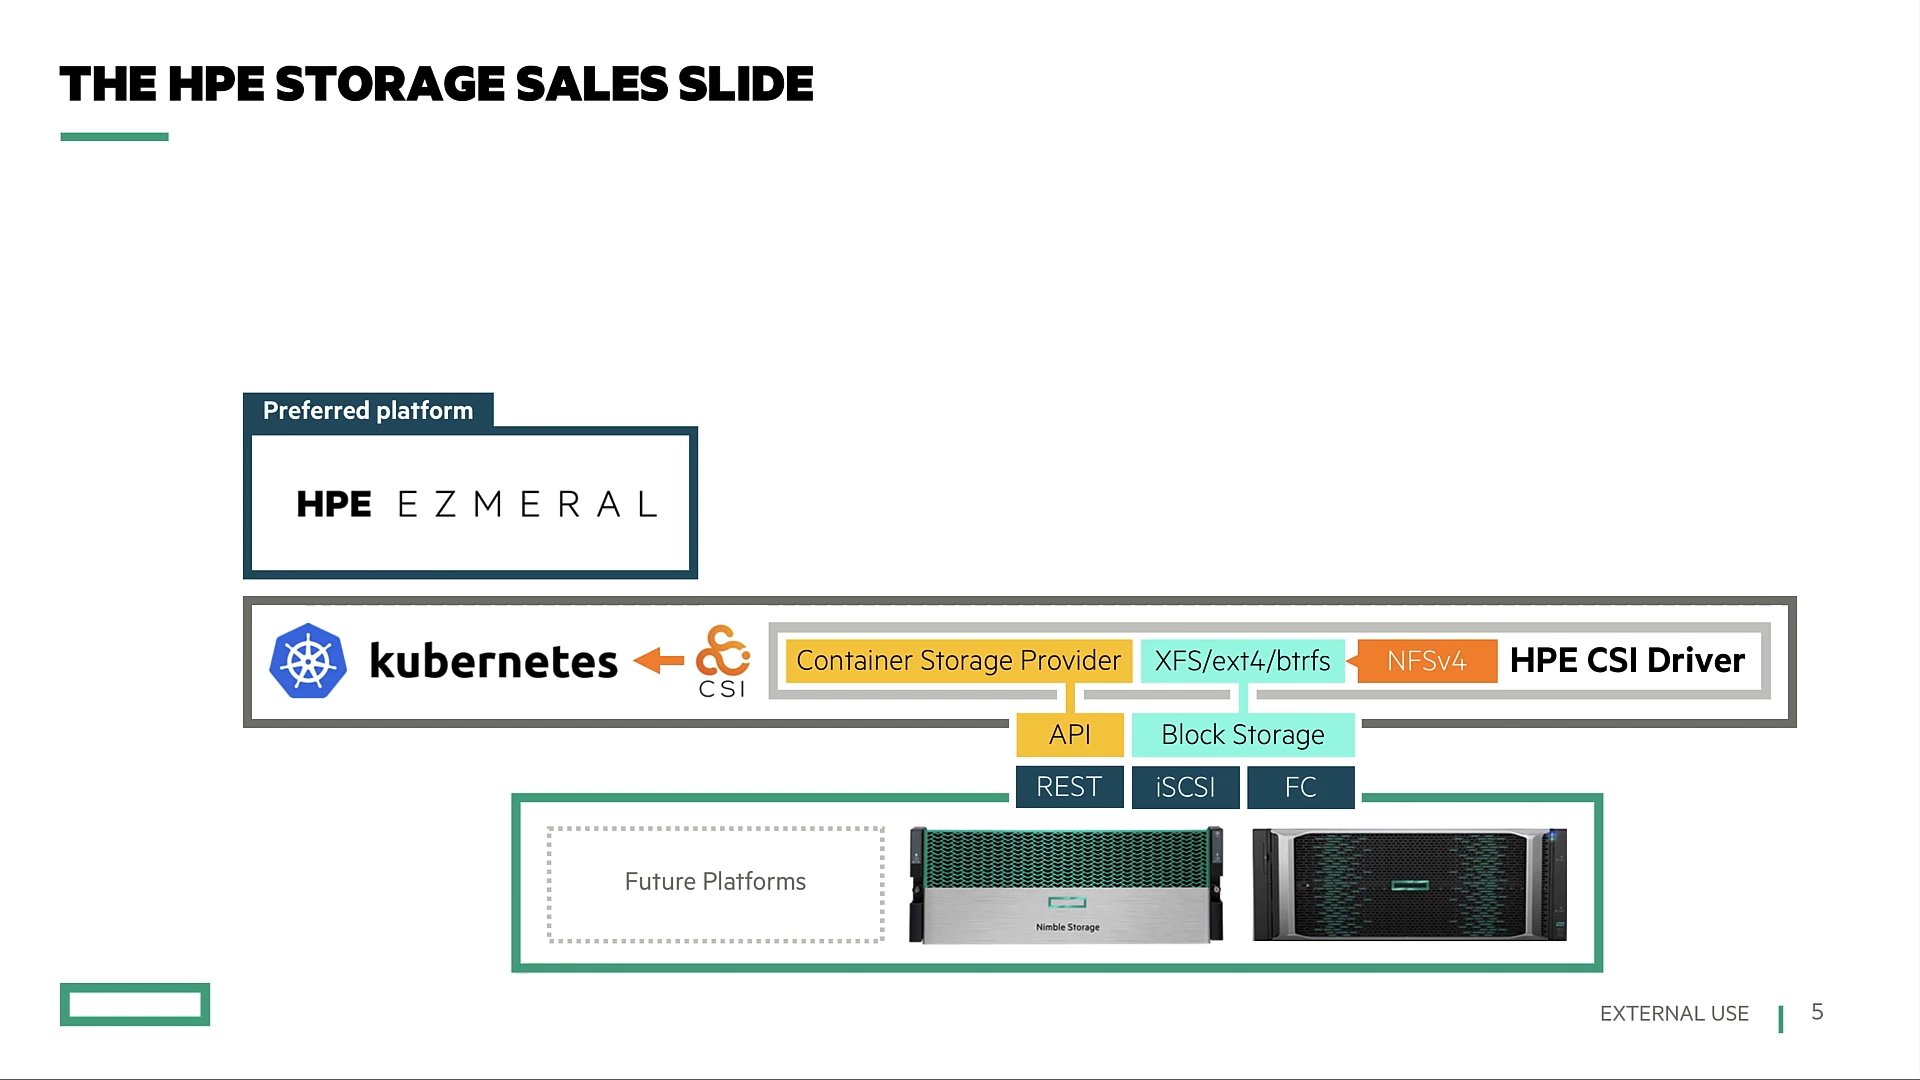 THE HPE STORAGE SALES SLIDE
Preferred platform
HPE EZMERAL
kubernetes
CSI
Container Storage Provider
XFS/ext4/btrfs
NFSv4
HPE CSI Driver
API
Block Storage
REST
iSCSI
FC
Future Platforms
Nimble Storage
EXTERNAL USE
5